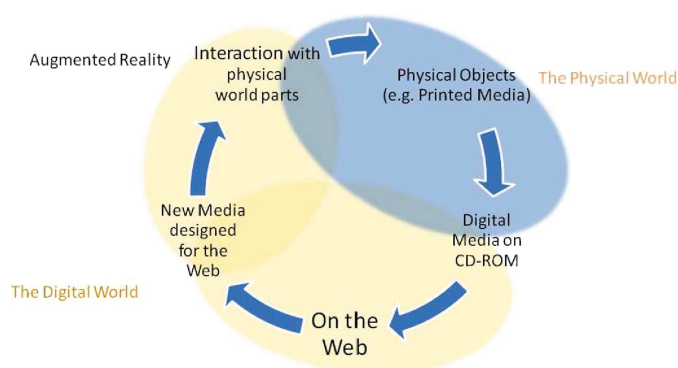 Augmented Reality
Interaction with
physical
world parts
Physical Objects
(e.g. Printed Media)
The Physical World
Digital
Media on
CD-ROM
On the
Web
New Media
designed
for the
Web
The Digital World